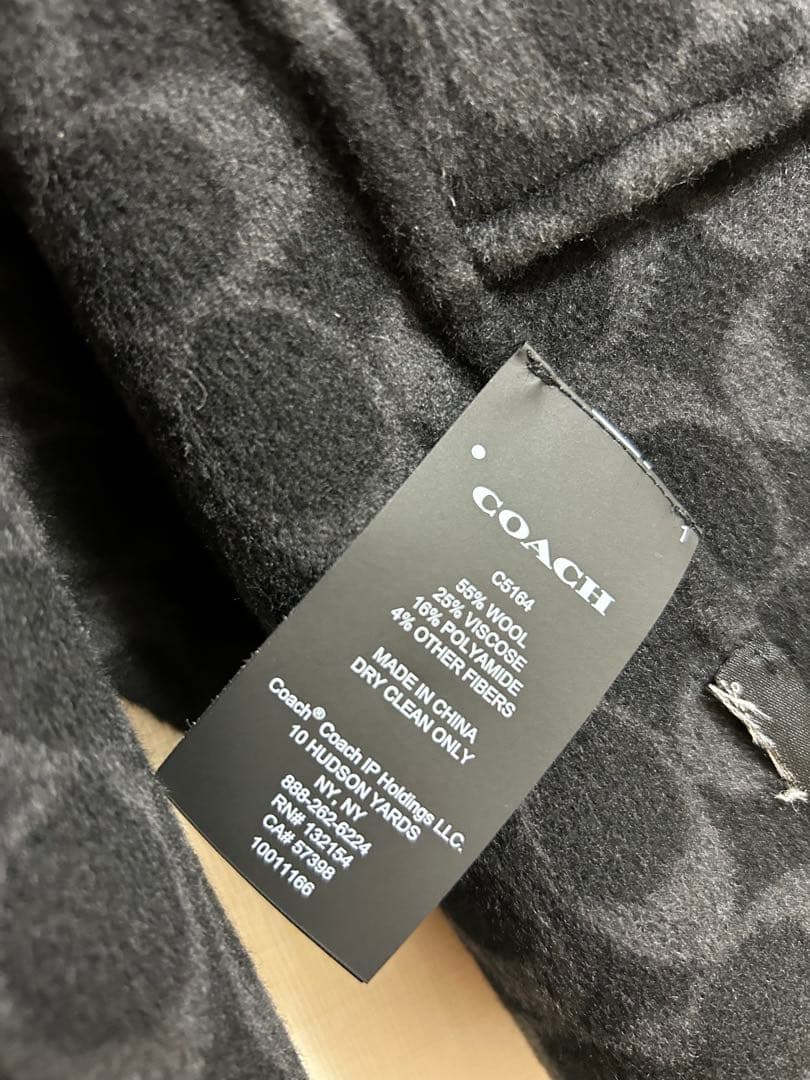 COACH
1
C5164
55% WOOL
25% VISCOSE
16% POLYAMIDE
4% OTHER FIBERS
MADE IN CHINA
DRY CLEAN ONLY
Coach® Coach IP Holdings LLC.
10 HUDSON YARDS
NY, NY
888-262-6224
RN# 132154
CA# 57398
10011166